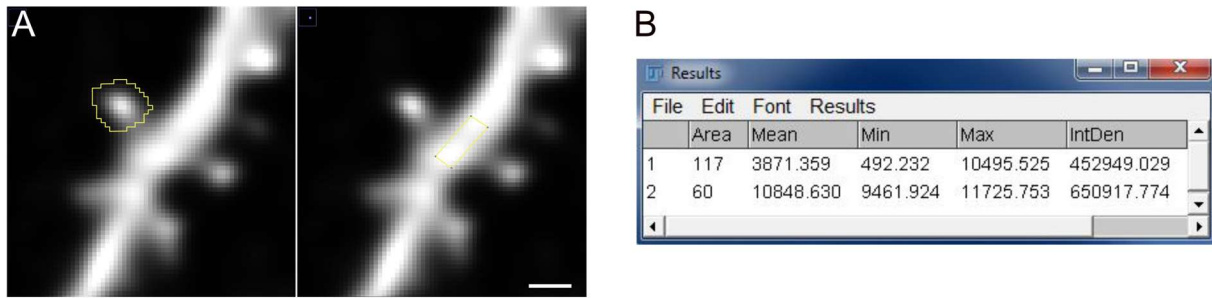 A
B
Results
File Edit Font Results
Area Mean Min Max IntDen
1 117 3871.359 492.232 10495.525 452949.029
2 60 10848.630 9461.924 11725.753 650917.774